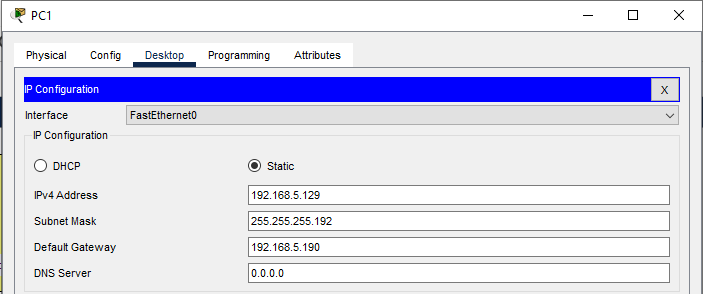 PC1
Physical Config Desktop Programming Attributes
IP Configuration X
Interface FastEthernet0
IP Configuration
DHCP Static
IPv4 Address 192.168.5.129
Subnet Mask 255.255.255.192
Default Gateway 192.168.5.190
DNS Server 0.0.0.0